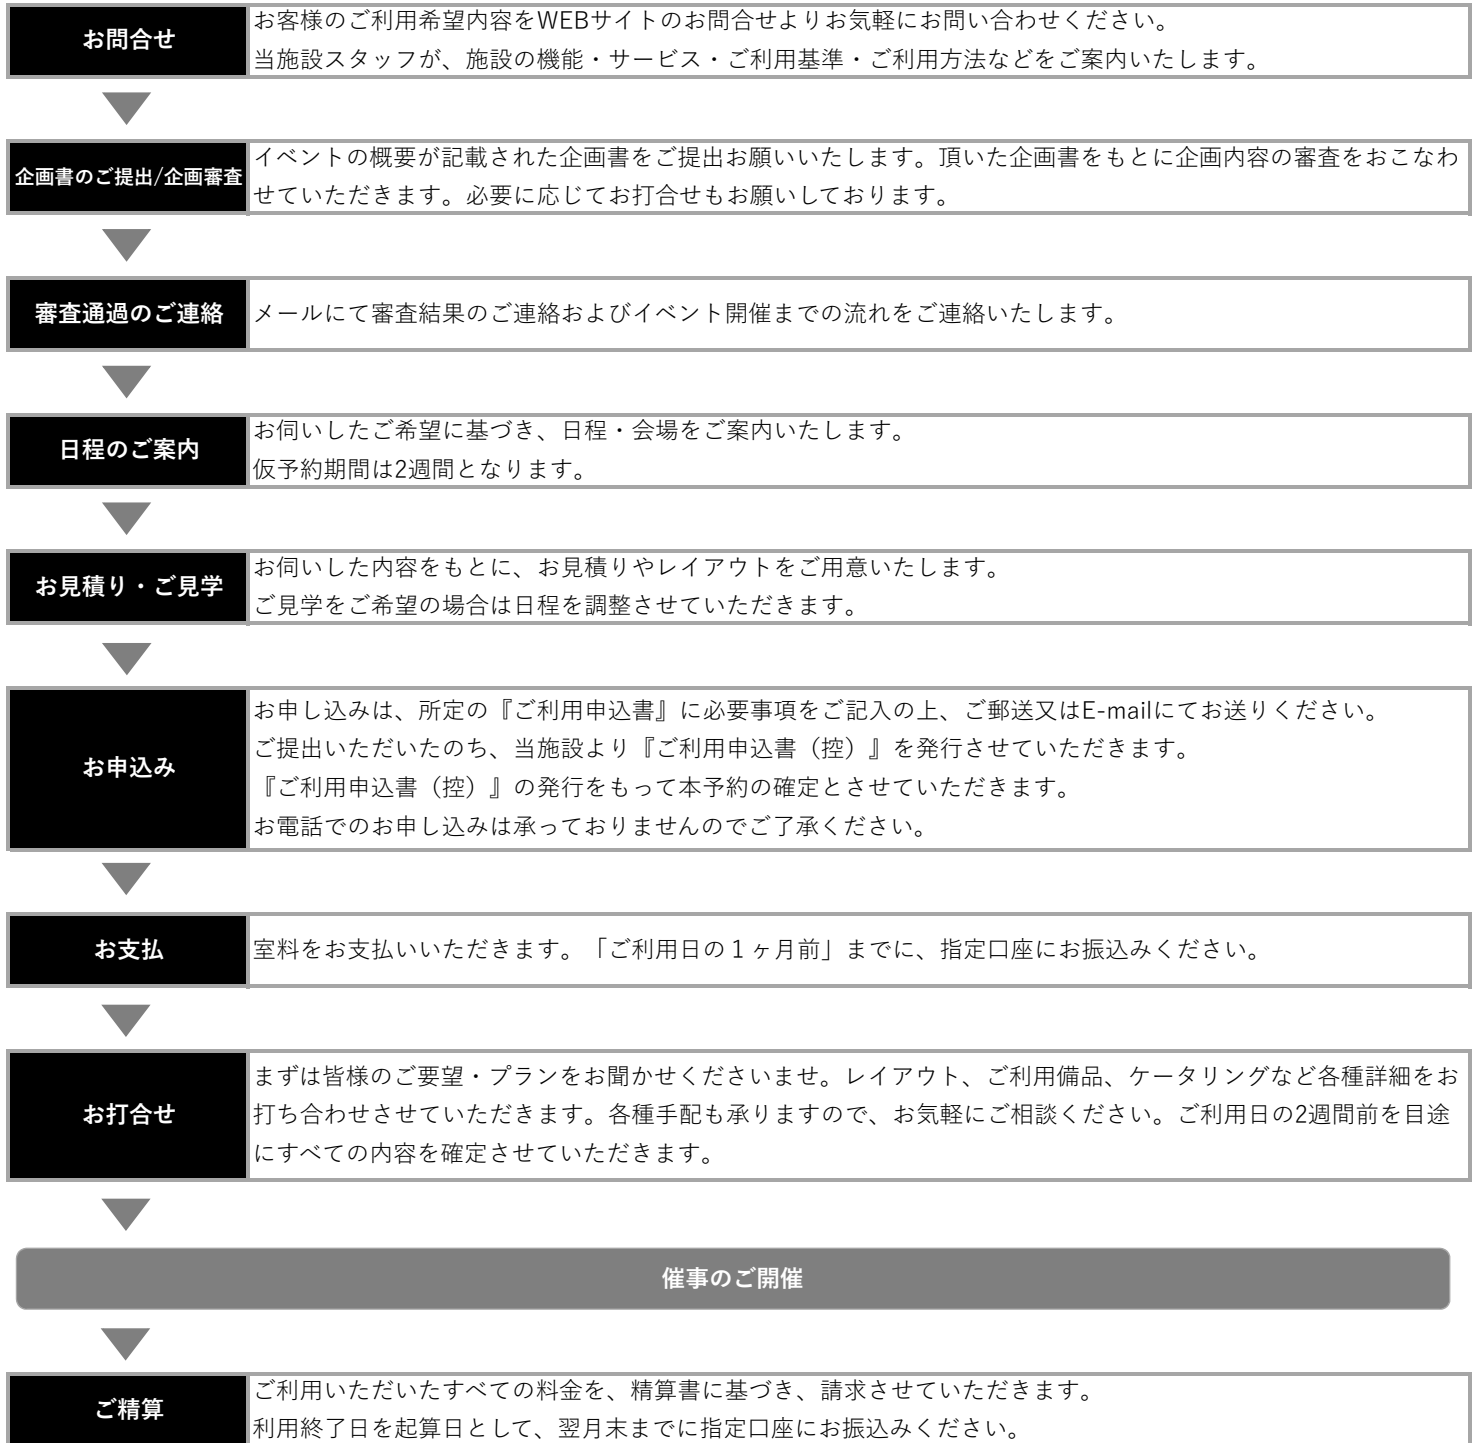 お問合せ
お客様のご利用希望内容をWEBサイトのお問合せよりお気軽にお問い合わせください。
当施設スタッフが、施設の機能・サービス・ご利用基準・ご利用方法などをご案内いたします。
企画書のご提出/企画審査
イベントの概要が記載された企画書をご提出お願いいたします。頂いた企画書をもとに企画内容の審査をおこなわ
せていただきます。必要に応じてお打合せもお願いしております。
審査通過のご連絡
メールにて審査結果のご連絡およびイベント開催までの流れをご連絡いたします。
日程のご案内
お伺いしたご希望に基づき、日程・会場をご案内いたします。
仮予約期間は2週間となります。
お見積り・ご見学
お伺いした内容をもとに、お見積りやレイアウトをご用意いたします。
ご見学をご希望の場合は日程を調整させていただきます。
お申込み
お申し込みは、所定の『ご利用申込書』に必要事項をご記入の上、ご郵送又はE-mailにてお送りください。
ご提出いただいたのち、当施設より『ご利用申込書（控）』を発行させていただきます。
『ご利用申込書（控）』の発行をもって本予約の確定とさせていただきます。
お電話でのお申し込みは承っておりませんのでご了承ください。
お支払
室料をお支払いいただきます。「ご利用日の１ヶ月前」までに、指定口座にお振込みください。
お打合せ
まずは皆様のご要望・プランをお聞かせくださいませ。レイアウト、ご利用備品、ケータリングなど各種詳細をお
打ち合わせさせていただきます。各種手配も承りますので、お気軽にご相談ください。ご利用日の2週間前を目途
にすべての内容を確定させていただきます。
催事のご開催
ご精算
ご利用いただいたすべての料金を、精算書に基づき、請求させていただきます。
利用終了日を起算日として、翌月末までに指定口座にお振込みください。